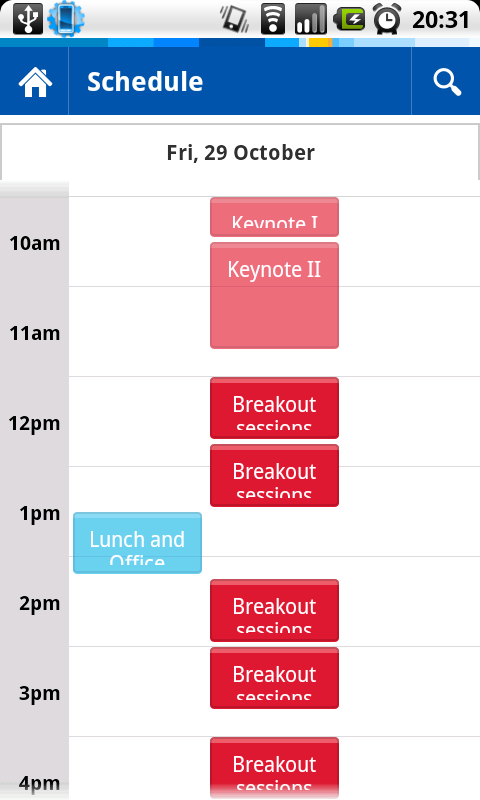 20:31
Schedule
Fri, 29 October
Keynote I
10am
Keynote II
11am
Breakout
sessions
12pm
Breakout
sessions
1pm
Lunch and
Office
2pm
Breakout
sessions
Breakout
sessions
3pm
Breakout
sessions
4pm